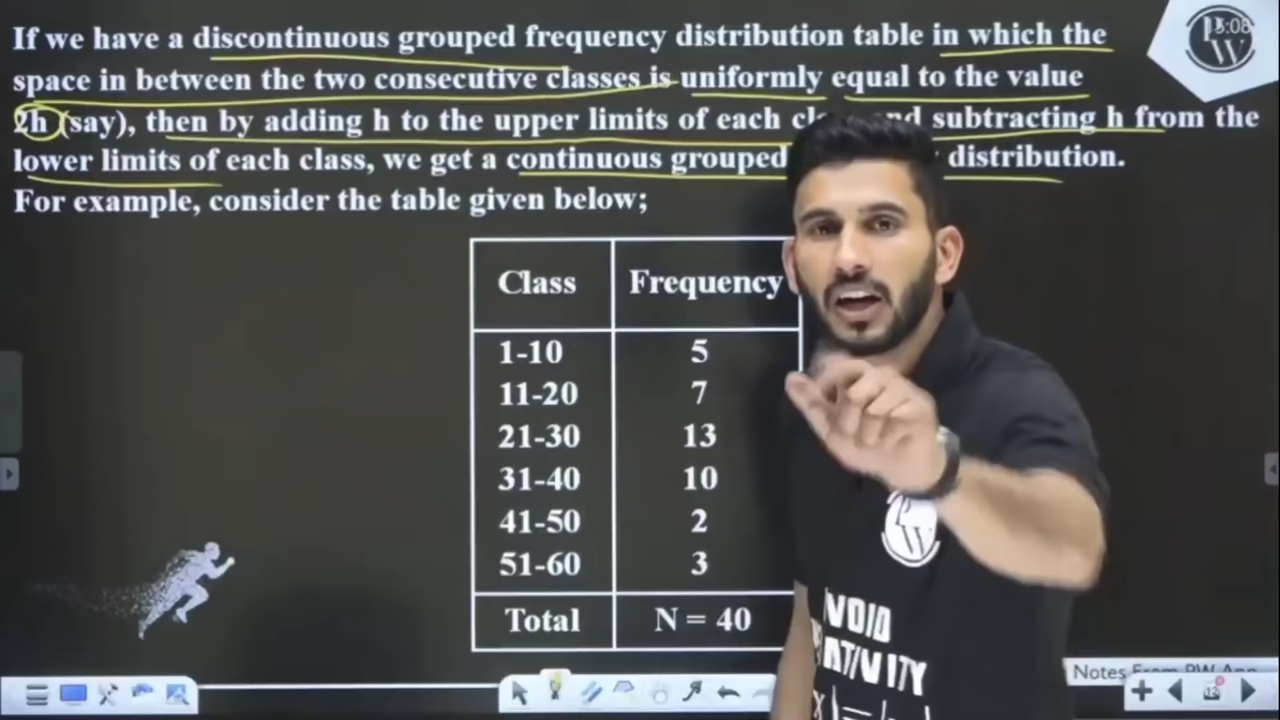 If we have a discontinuous grouped frequency distribution table in which the
space in between the two consecutive classes is uniformly equal to the value
2h (say), then by adding h to the upper limits of each and subtracting h from the
lower limits of each class, we get a continuous grouped distribution.
For example, consider the table given below;
Class Frequency
1-10 5
11-20 7
21-30 13
31-40 10
41-50 2
51-60 3
Total N = 40
PW
Notes From PW App